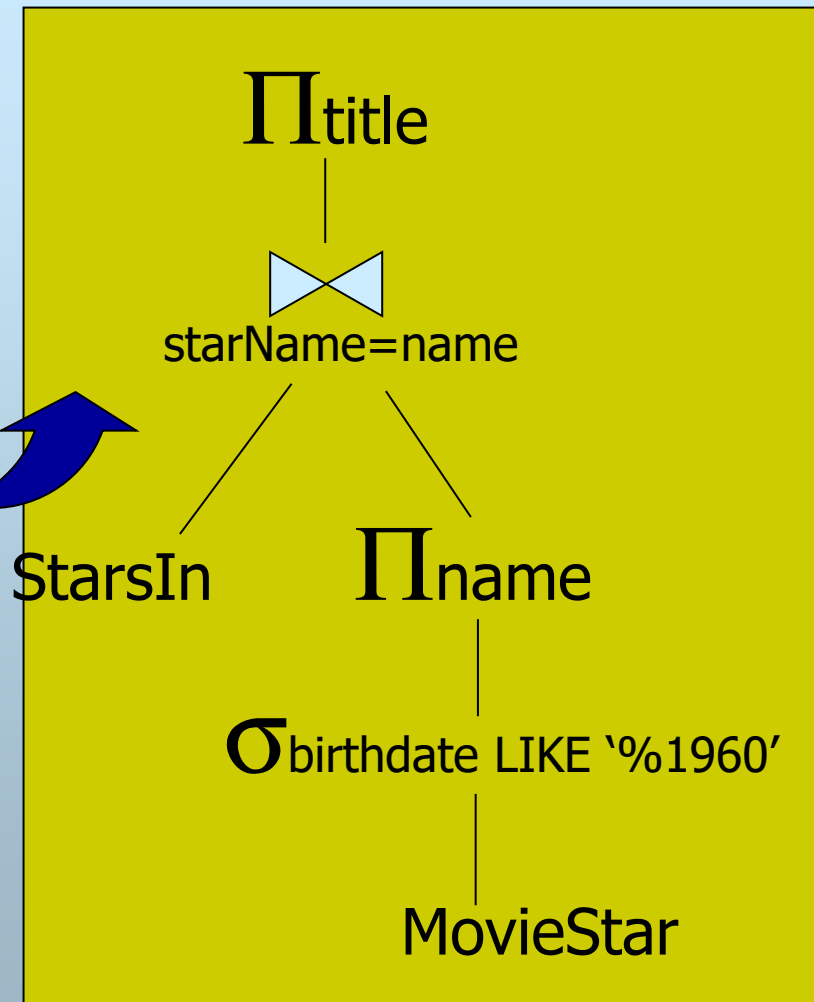 Πtitle
starName=name
StarsIn Πname
σbirthdate LIKE ‘%1960’
MovieStar